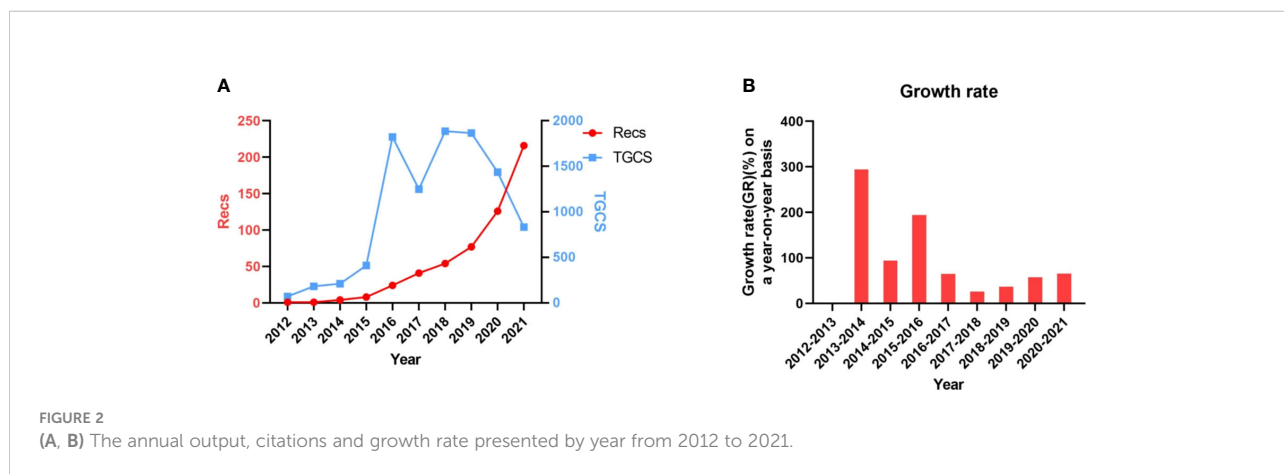 A
250
200
150
100
50
0
Recs
2000
1500
1000
500
0
TGCS
Recs
TGCS
2012
2013
2014
2015
2016
2017
2018
2019
2020
2021
Year
B
Growth rate
Growth rate(GR)(%) on
a year-on-year basis
400
300
200
100
0
2012-2013
2013-2014
2014-2015
2015-2016
2016-2017
2017-2018
2018-2019
2019-2020
2020-2021
Year
FIGURE 2
(A, B) The annual output, citations and growth rate presented by year from 2012 to 2021.